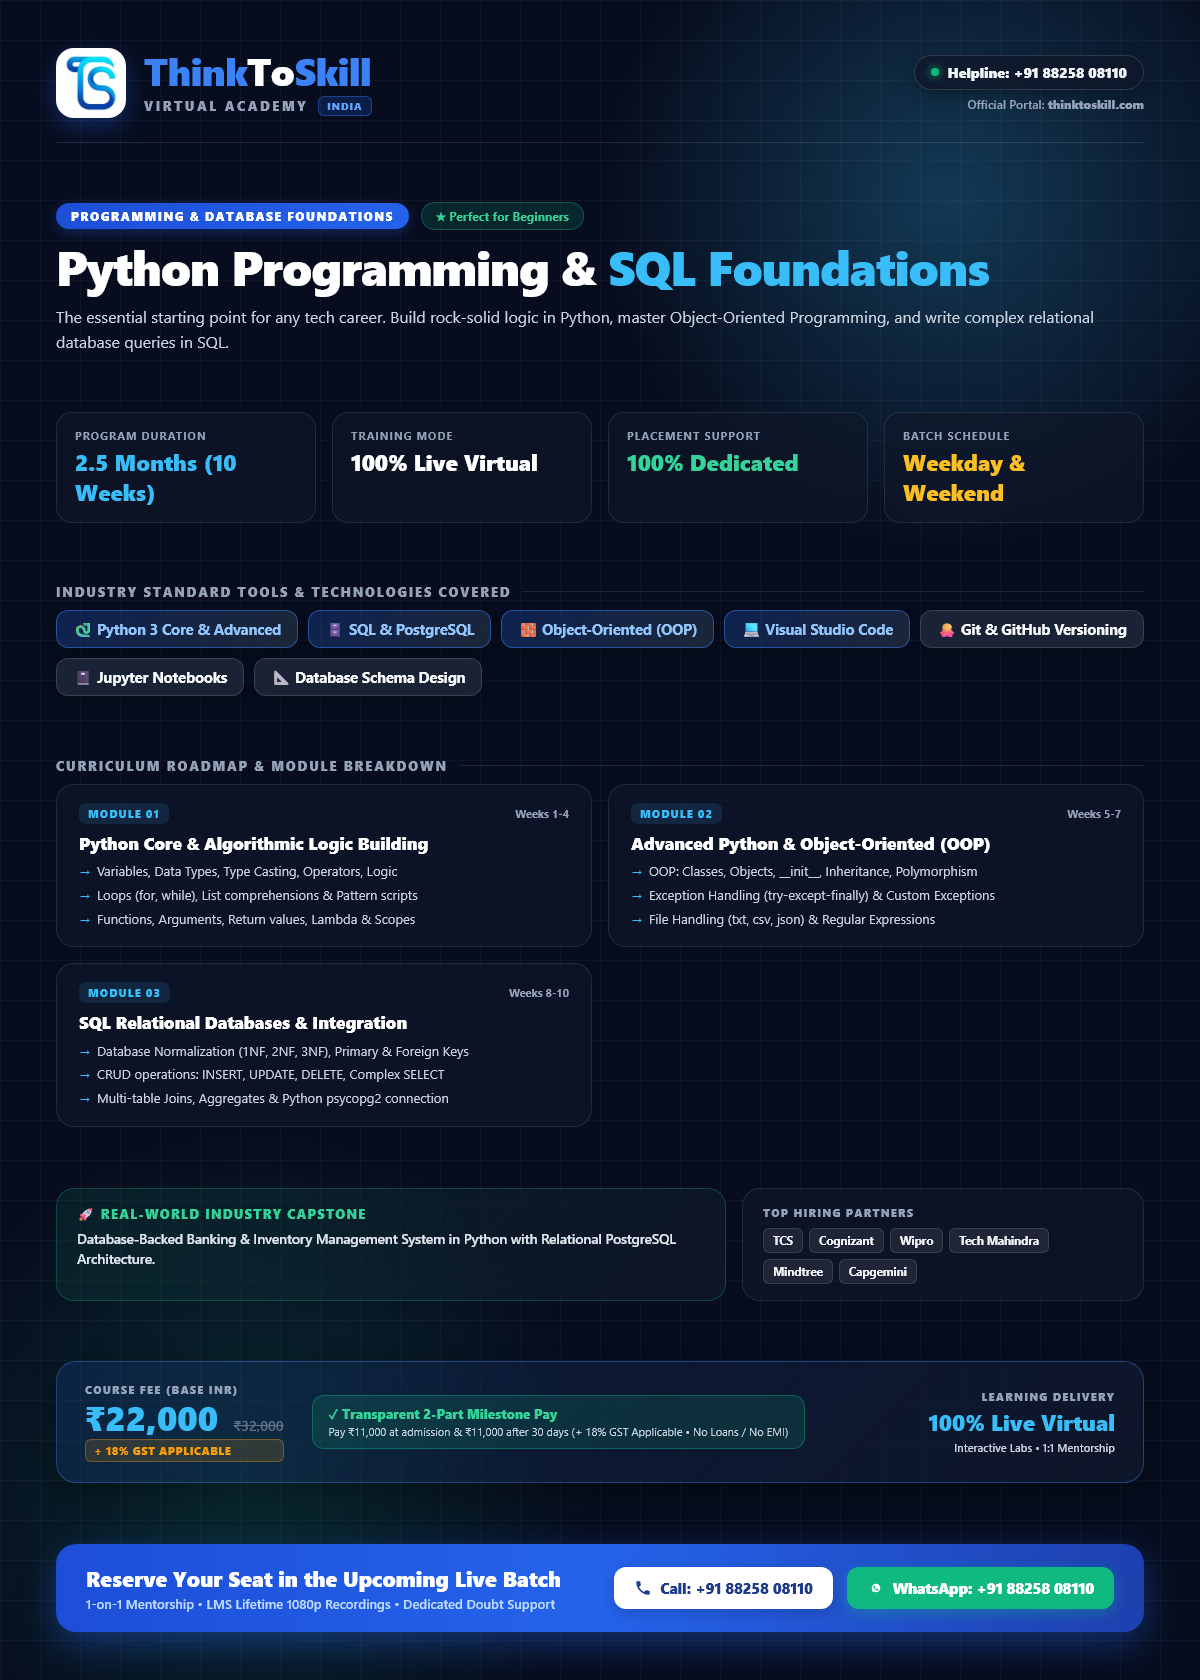 ThinkToSkill
VIRTUAL ACADEMY INDIA
Helpline: +91 88258 08110
Official Portal: thinktoskill.com
PROGRAMMING & DATABASE FOUNDATIONS
★ Perfect for Beginners
Python Programming & SQL Foundations
The essential starting point for any tech career. Build rock-solid logic in Python, master Object-Oriented Programming, and write complex relational
database queries in SQL.
PROGRAM DURATION
2.5 Months (10
Weeks)
TRAINING MODE
100% Live Virtual
PLACEMENT SUPPORT
100% Dedicated
BATCH SCHEDULE
Weekday &
Weekend
INDUSTRY STANDARD TOOLS & TECHNOLOGIES COVERED
Python 3 Core & Advanced
SQL & PostgreSQL
Object-Oriented (OOP)
Visual Studio Code
Git & GitHub Versioning
Jupyter Notebooks
Database Schema Design
CURRICULUM ROADMAP & MODULE BREAKDOWN
MODULE 01
Weeks 1-4
Python Core & Algorithmic Logic Building
→ Variables, Data Types, Type Casting, Operators, Logic
→ Loops (for, while), List comprehensions & Pattern scripts
→ Functions, Arguments, Return values, Lambda & Scopes
MODULE 02
Weeks 5-7
Advanced Python & Object-Oriented (OOP)
→ OOP: Classes, Objects, __init__, Inheritance, Polymorphism
→ Exception Handling (try-except-finally) & Custom Exceptions
→ File Handling (txt, csv, json) & Regular Expressions
MODULE 03
Weeks 8-10
SQL Relational Databases & Integration
→ Database Normalization (1NF, 2NF, 3NF), Primary & Foreign Keys
→ CRUD operations: INSERT, UPDATE, DELETE, Complex SELECT
→ Multi-table Joins, Aggregates & Python psycopg2 connection
REAL-WORLD INDUSTRY CAPSTONE
Database-Backed Banking & Inventory Management System in Python with Relational PostgreSQL
Architecture.
TOP HIRING PARTNERS
TCS Cognizant Wipro Tech Mahindra
Mindtree Capgemini
COURSE FEE (BASE INR)
₹22,000 ₹32,000
+ 18% GST APPLICABLE
✓ Transparent 2-Part Milestone Pay
Pay ₹11,000 at admission & ₹11,000 after 30 days (+ 18% GST Applicable • No Loans / No EMI)
LEARNING DELIVERY
100% Live Virtual
Interactive Labs • 1:1 Mentorship
Reserve Your Seat in the Upcoming Live Batch
1-on-1 Mentorship • LMS Lifetime 1080p Recordings • Dedicated Doubt Support
Call: +91 88258 08110
WhatsApp: +91 88258 08110